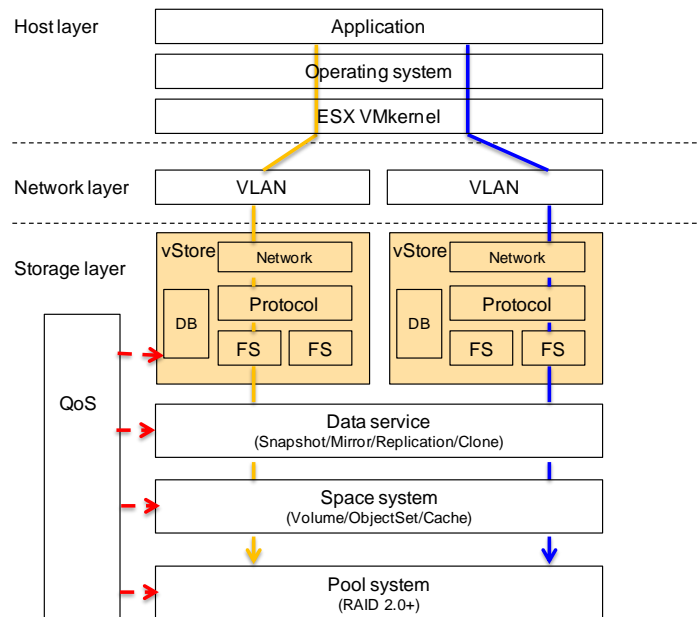 Host layer
Application
Operating system
ESX VMkernel
Network layer
VLAN
VLAN
Storage layer
vStore
Network
Protocol
DB
FS
FS
vStore
Network
Protocol
DB
FS
FS
QoS
Data service
(Snapshot/Mirror/Replication/Clone)
Space system
(Volume/ObjectSet/Cache)
Pool system
(RAID 2.0+)